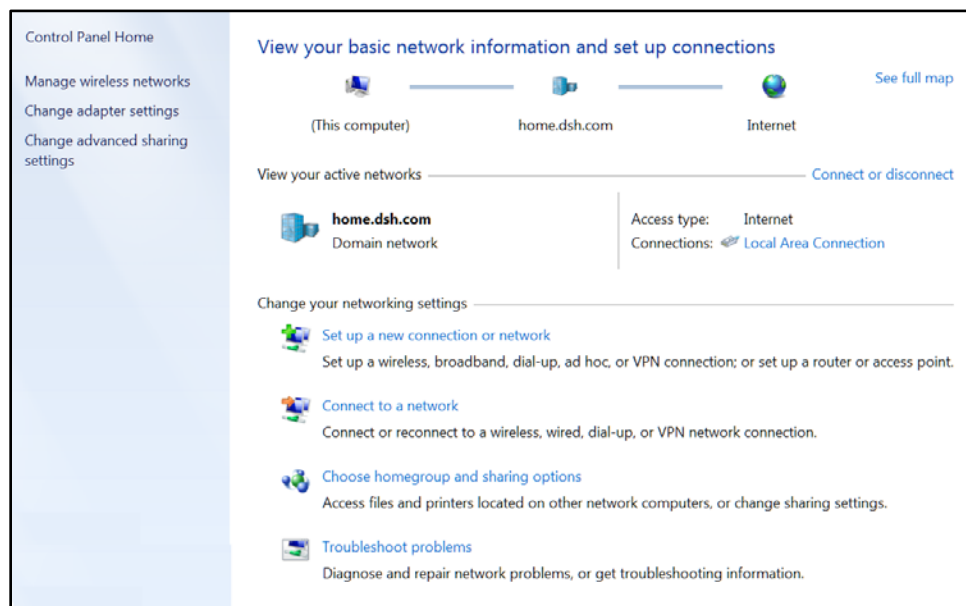 Control Panel Home
Manage wireless networks
Change adapter settings
Change advanced sharing
settings
View your basic network information and set up connections
See full map
(This computer)
home.dsh.com
Internet
View your active networks
Connect or disconnect
home.dsh.com
Domain network
Access type: Internet
Connections: Local Area Connection
Change your networking settings
Set up a new connection or network
Set up a wireless, broadband, dial-up, ad hoc, or VPN connection; or set up a router or access point.
Connect to a network
Connect or reconnect to a wireless, wired, dial-up, or VPN network connection.
Choose homegroup and sharing options
Access files and printers located on other network computers, or change sharing settings.
Troubleshoot problems
Diagnose and repair network problems, or get troubleshooting information.